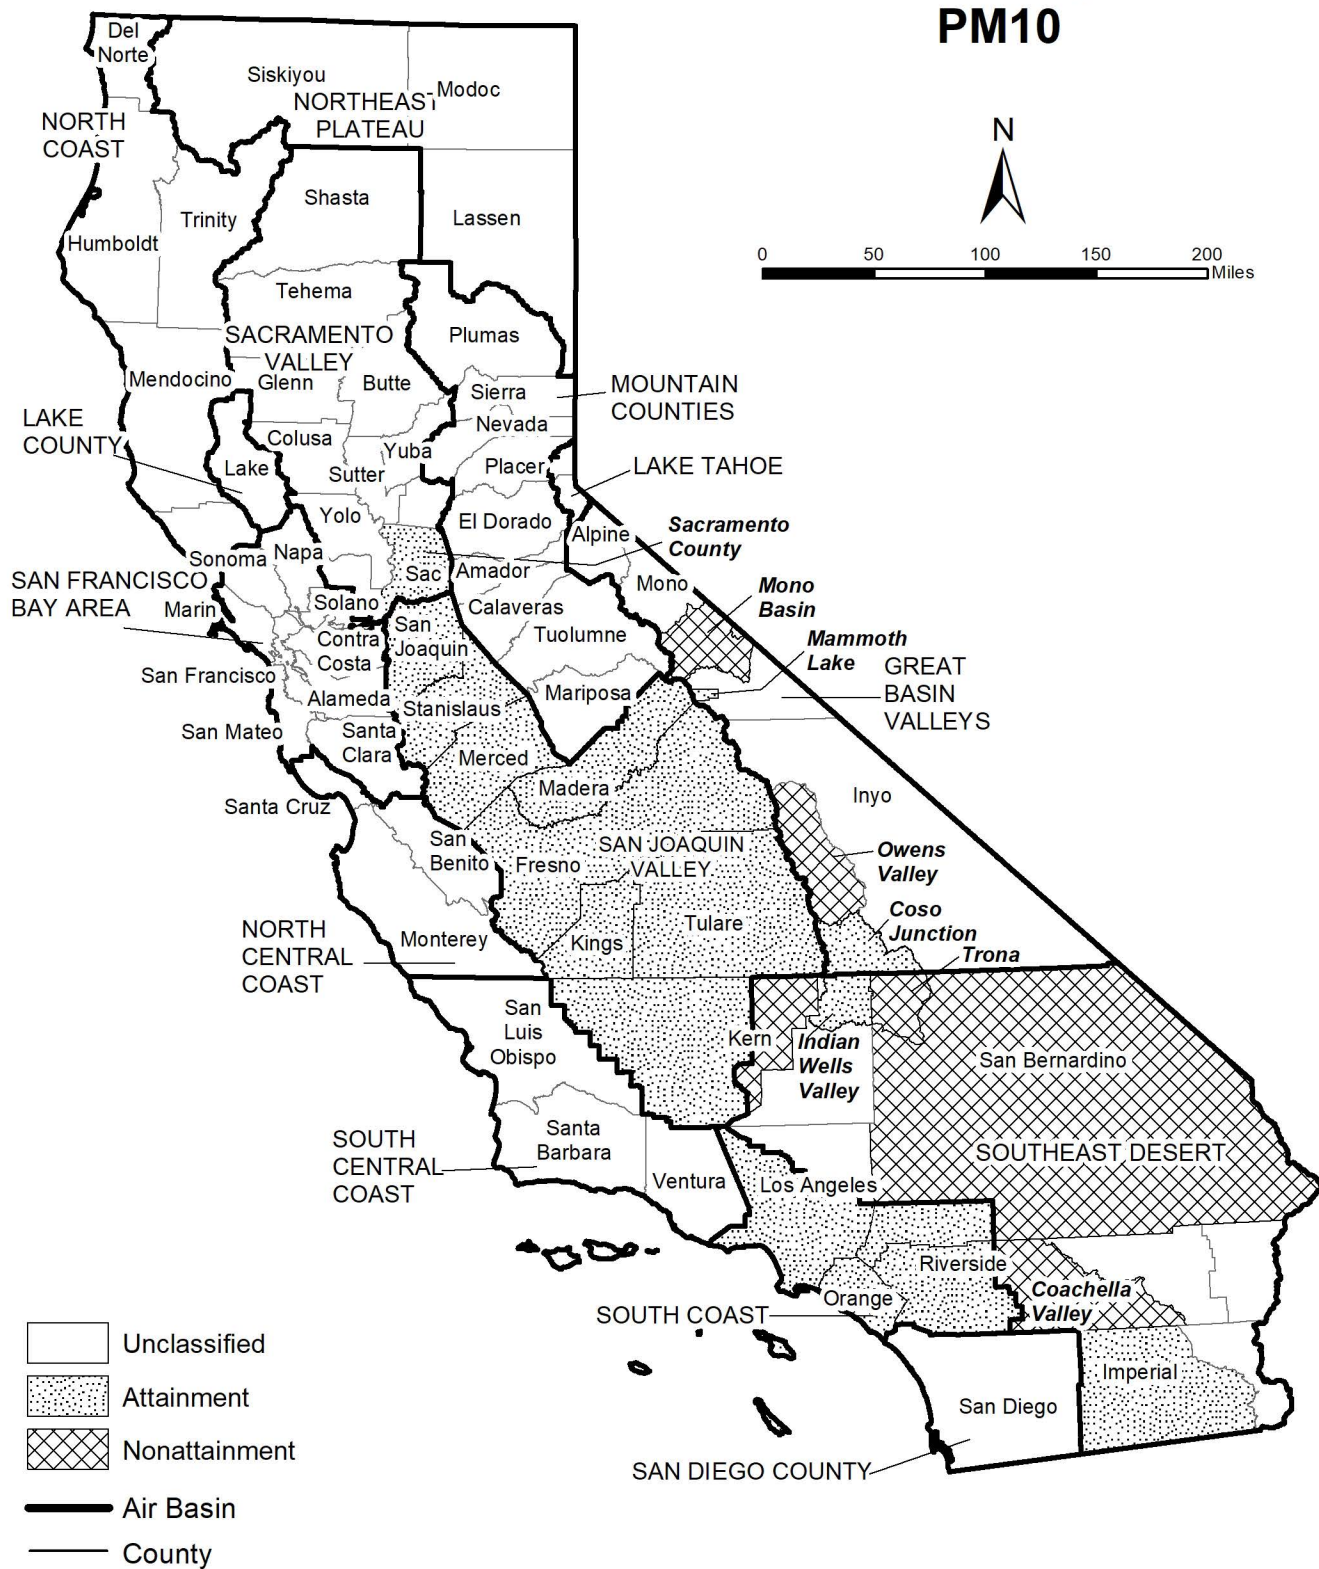 PM10
Del
Norte
Siskiyou
Modoc
NORTHEAST
PLATEAU
NORTH
COAST
N
Shasta
Trinity
Lassen
Humboldt
0 50 100 150 200
Miles
Tehema
SACRAMENTO
VALLEY
Plumas
Mendocino
Glenn
Butte
Sierra
MOUNTAIN
COUNTIES
LAKE
COUNTY
Nevada
Colusa
Yuba
Lake
Sutter
Placer
LAKE TAHOE
Yolo
El Dorado
Alpine
Sacramento
County
Sonoma
Napa
Sac
Amador
Mono
Mono
Basin
SAN FRANCISCO
BAY AREA
Marin
Solano
Calaveras
San
Joaquin
Tuolumne
Contra
Costa
Mammoth
Lake
GREAT
BASIN
VALLEYS
San Francisco
Alameda
Stanislaus
Mariposa
San Mateo
Santa
Clara
Merced
Madera
Inyo
Santa Cruz
San
Benito
Fresno
SAN JOAQUIN
VALLEY
Owens
Valley
Coso
Junction
Tulare
Kings
Trona
NORTH
CENTRAL
COAST
Monterey
San
Luis
Obispo
Kern
Indian
Wells
Valley
San Bernardino
SOUTH
CENTRAL
COAST
Santa
Barbara
Ventura
Los Angeles
SOUTHEAST DESERT
Riverside
Orange
Coachella
Valley
SOUTH COAST
Imperial
San Diego
SAN DIEGO COUNTY
Unclassified
Attainment
Nonattainment
Air Basin
County